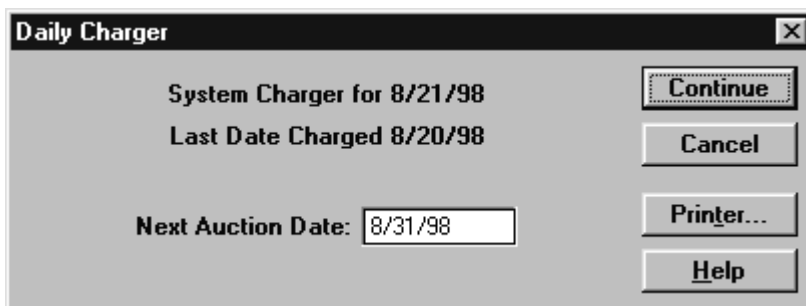 Daily Charger
System Charger for 8/21/98
Last Date Charged 8/20/98
Next Auction Date: 8/31/98
Continue
Cancel
Printer...
Help